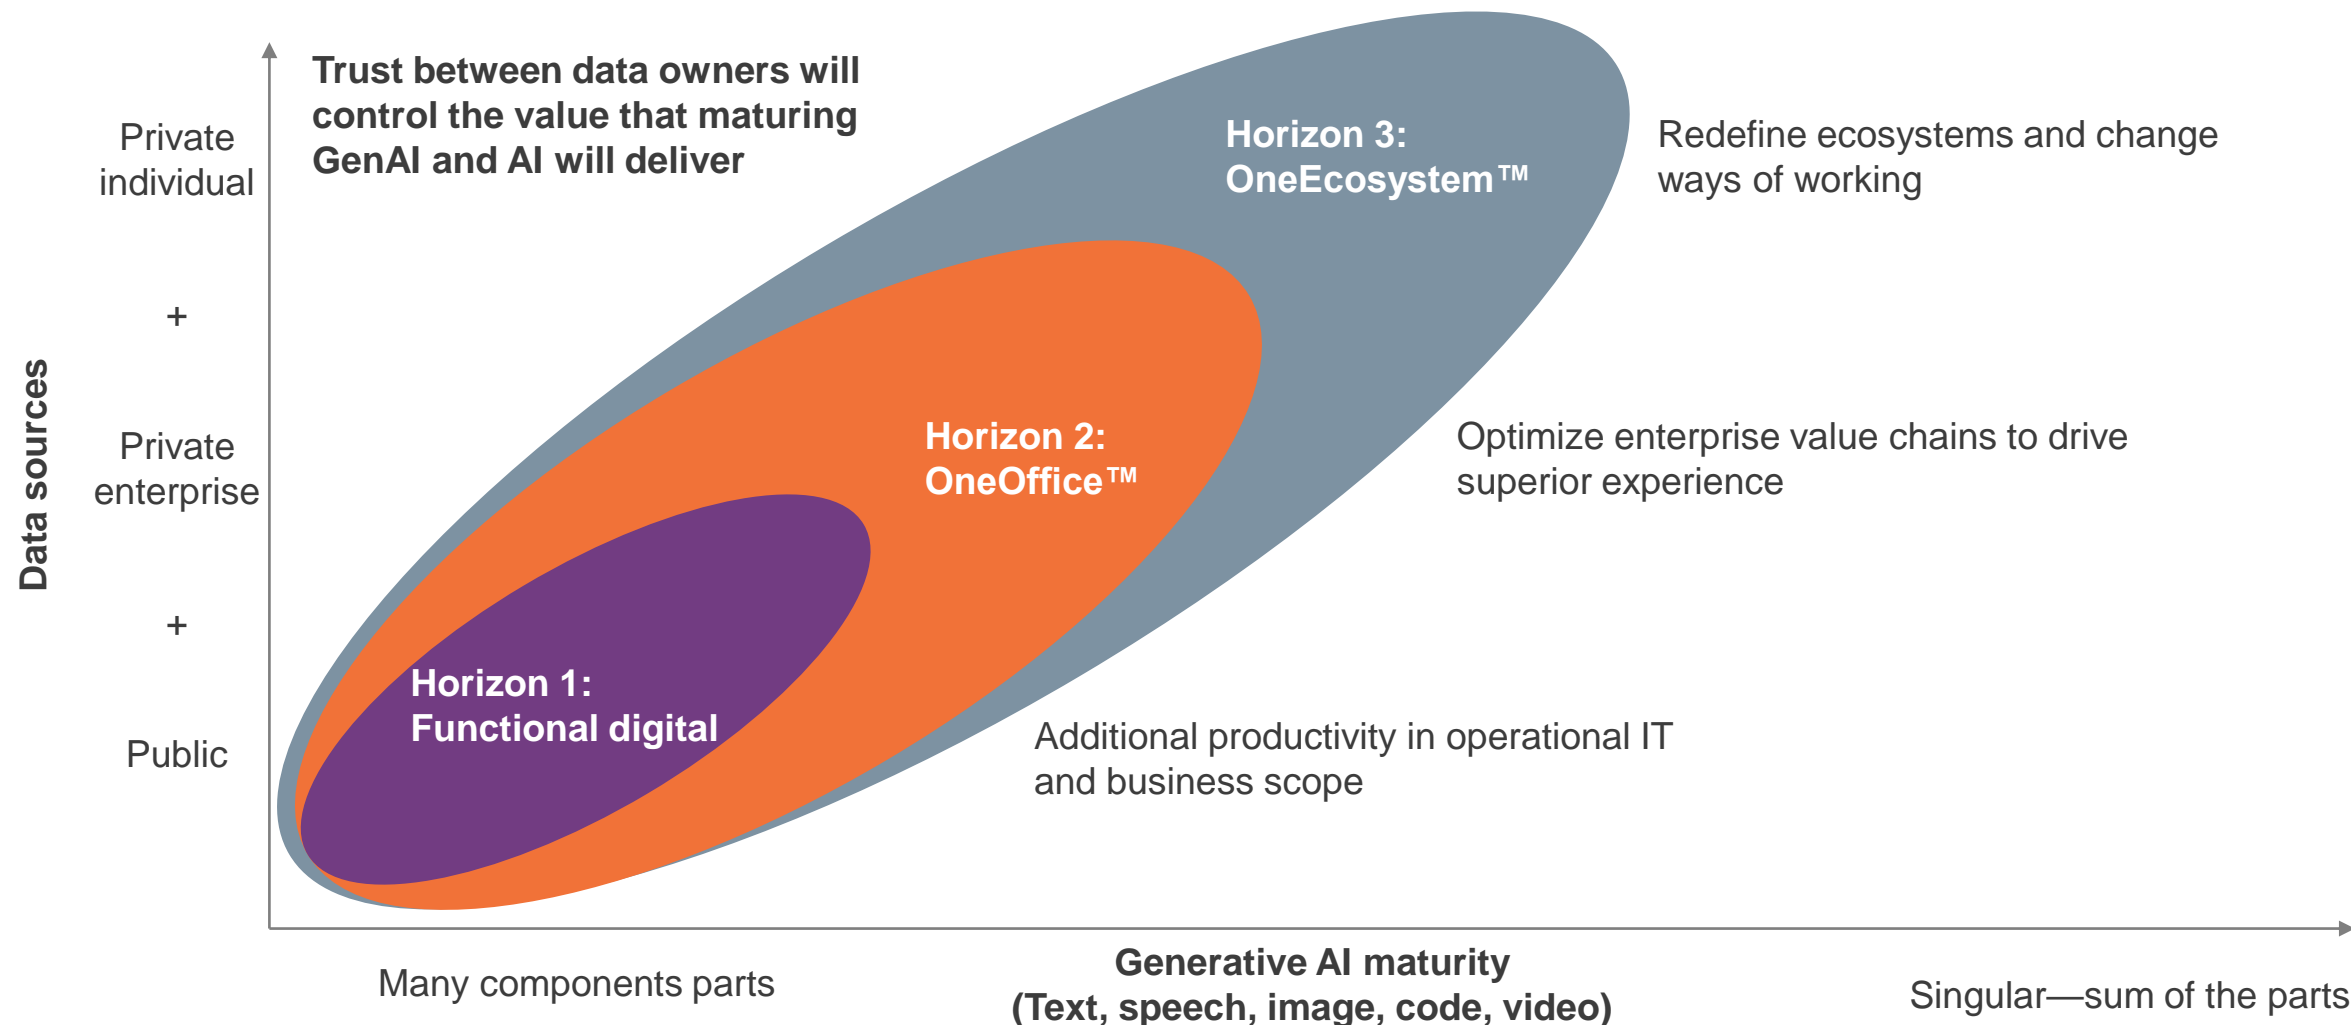 Trust between data owners will
control the value that maturing
GenAI and AI will deliver
Data sources
Private
individual
+
Private
enterprise
+
Public
Horizon 3:
OneEcosystem™
Redefine ecosystems and change
ways of working
Horizon 2:
OneOffice™
Optimize enterprise value chains to drive
superior experience
Horizon 1:
Functional digital
Additional productivity in operational IT
and business scope
Many components parts
Generative AI maturity
(Text, speech, image, code, video)
Singular—sum of the parts